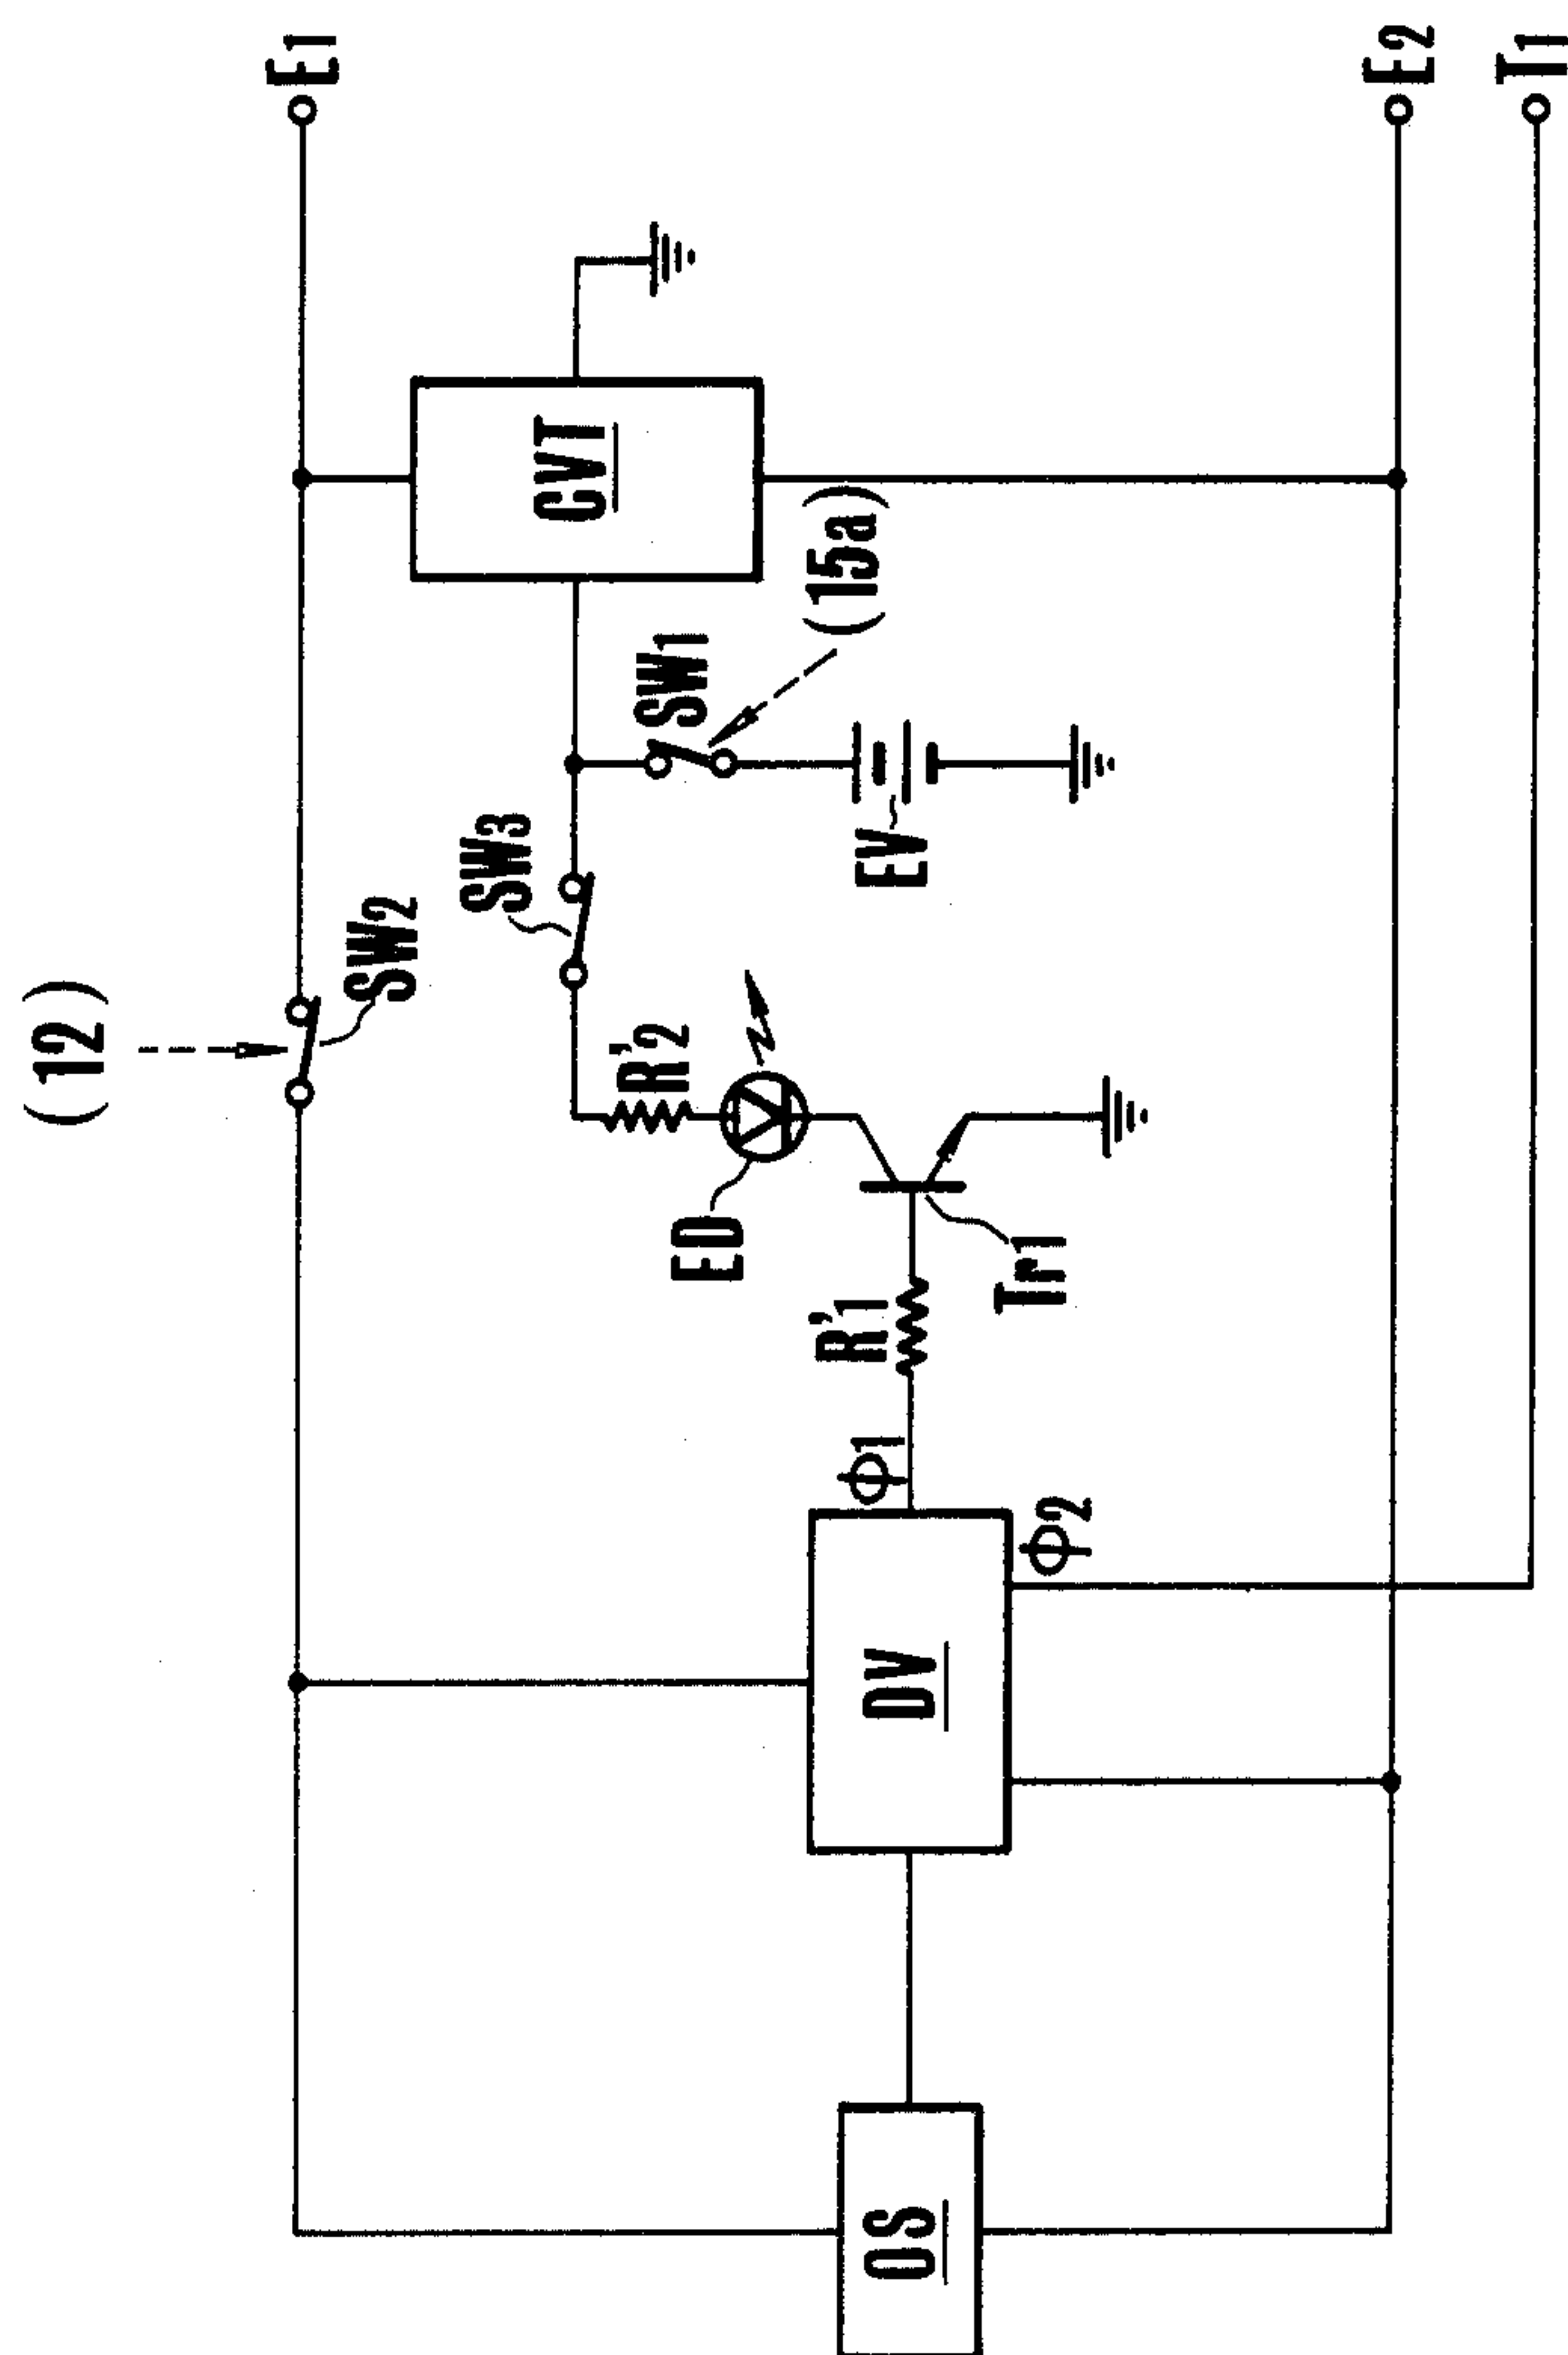 E1
(12)
SW2
CVT
SW1
(15a)
SW3
EV
R'2
ED
Tr1
R'1
ϕ1
ϕ2
DV
OS
E2
T1